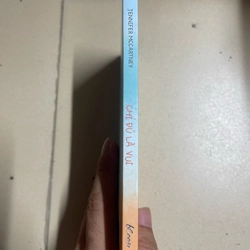 JENNIFER MCCARTNEY
CHỈ ĐỦ LÀ VUI